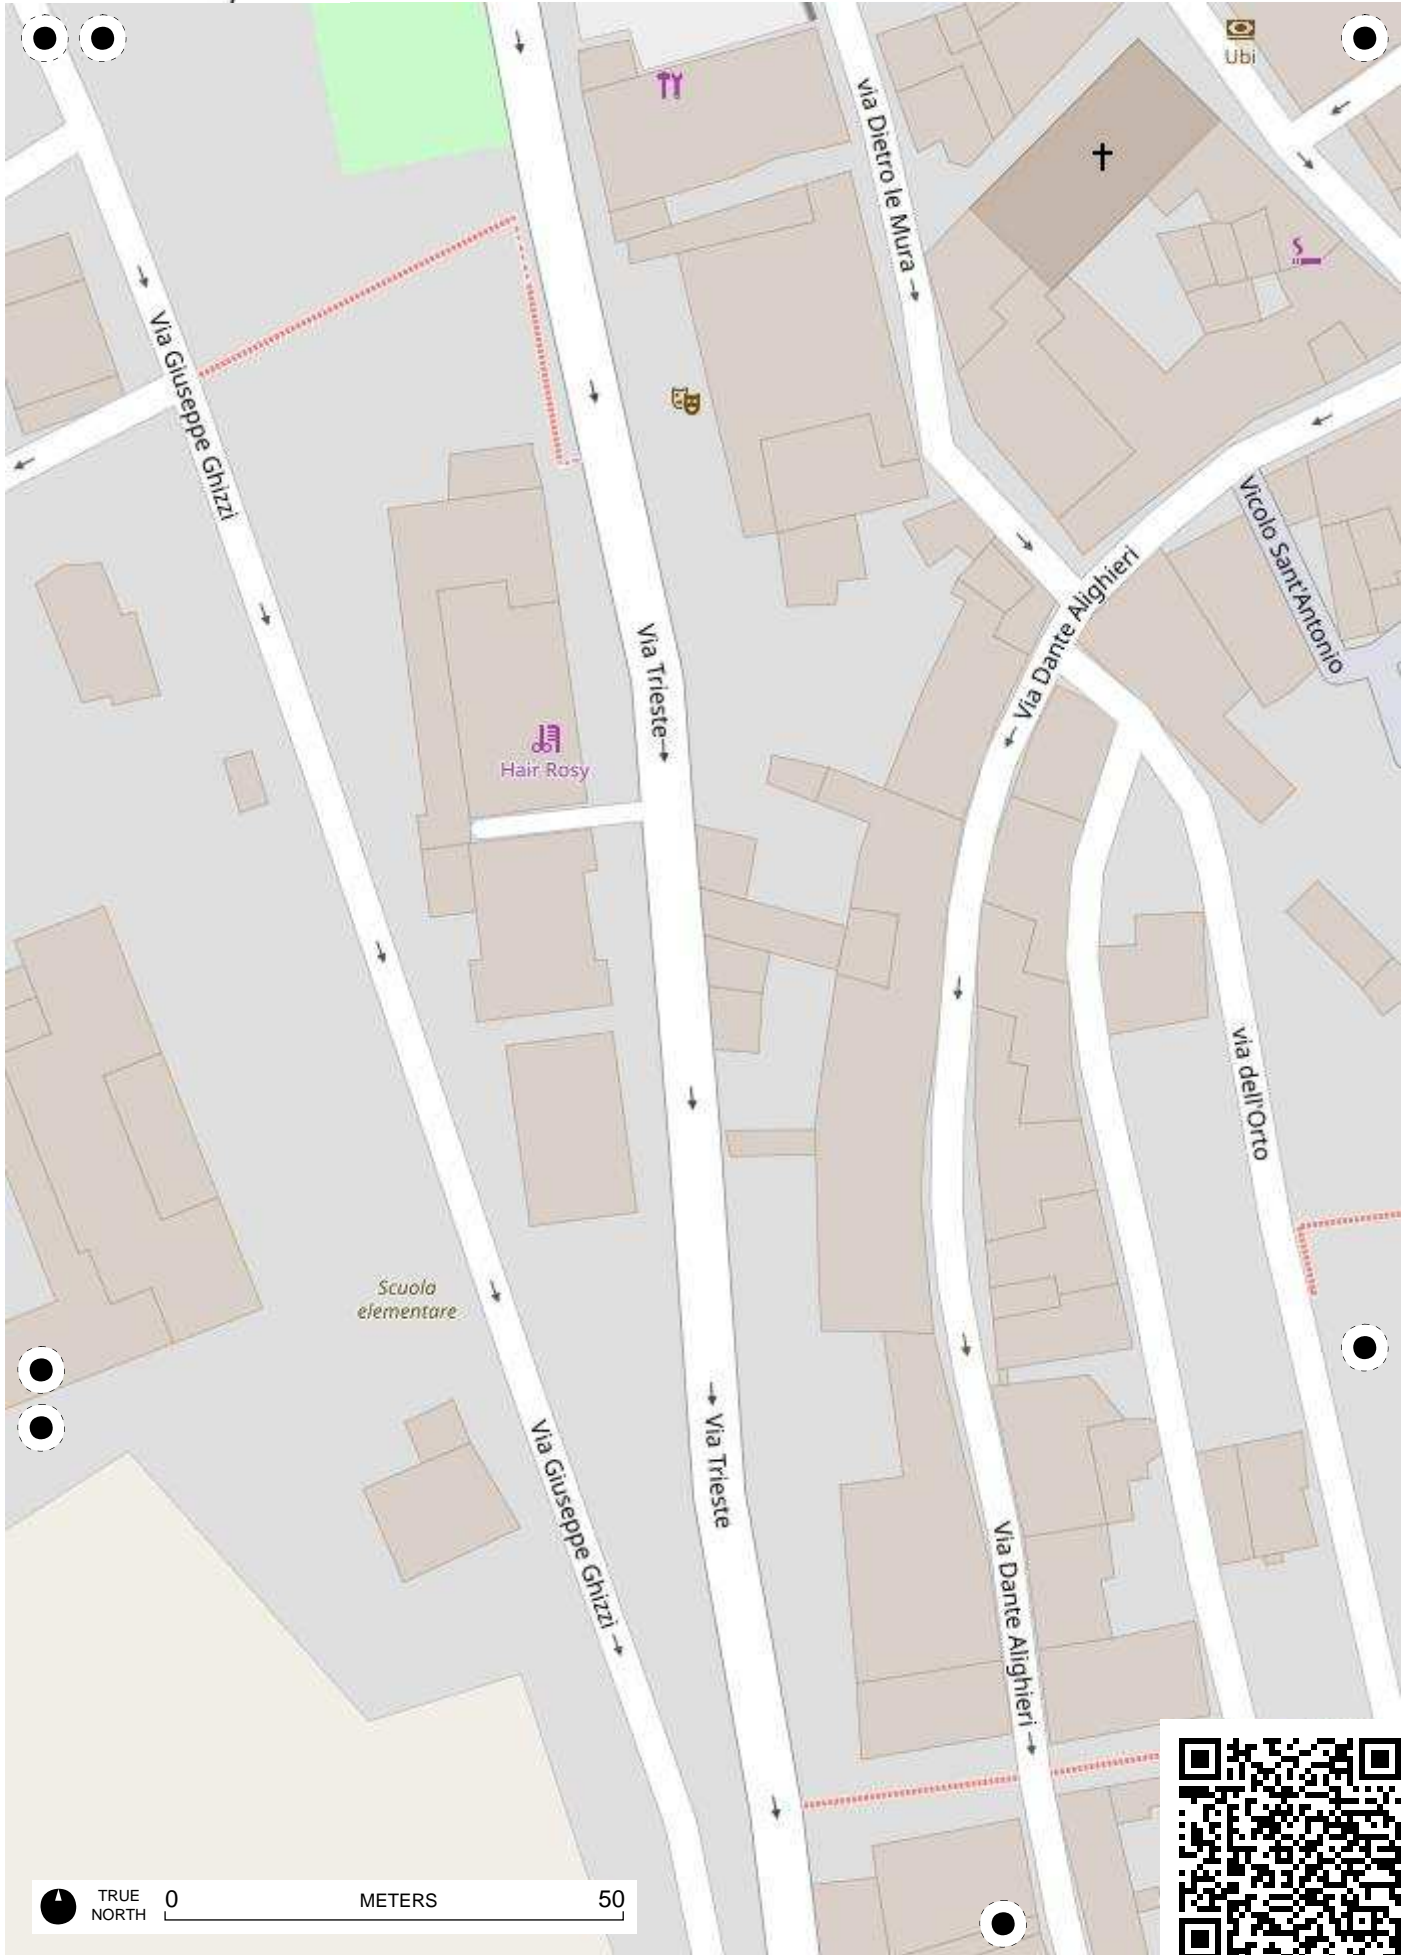 Ubi
via Dietro le Mura
Via Giuseppe Ghizzi
Vicolo Sant'Antonio
Via Dante Alighieri
Via Trieste
Hair Rosy
via dell'Orto
Scuola
elementare
Via Trieste
Via Giuseppe Ghizzi
Via Dante Alighieri
TRUE
NORTH
0 METERS 50